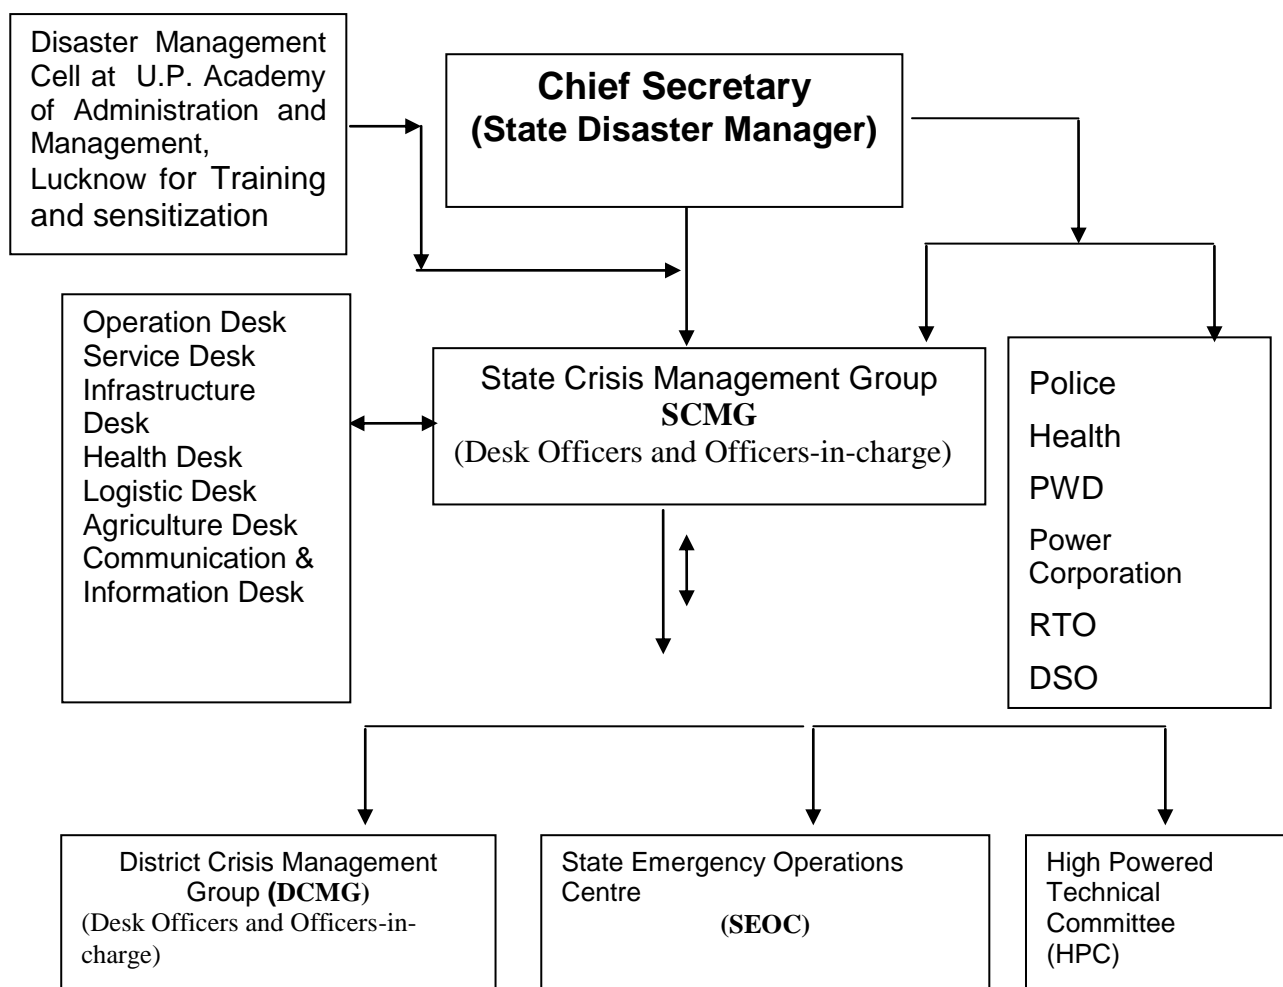 Disaster Management
Cell at U.P. Academy
of Administration and
Management,
Lucknow for Training
and sensitization
Chief Secretary
(State Disaster Manager)
Operation Desk
Service Desk
Infrastructure
Desk
Health Desk
Logistic Desk
Agriculture Desk
Communication &
Information Desk
State Crisis Management Group
SCMG
(Desk Officers and Officers-in-charge)
Police
Health
PWD
Power
Corporation
RTO
DSO
District Crisis Management
Group (DCMG)
(Desk Officers and Officers-in-
charge)
State Emergency Operations
Centre
(SEOC)
High Powered
Technical
Committee
(HPC)